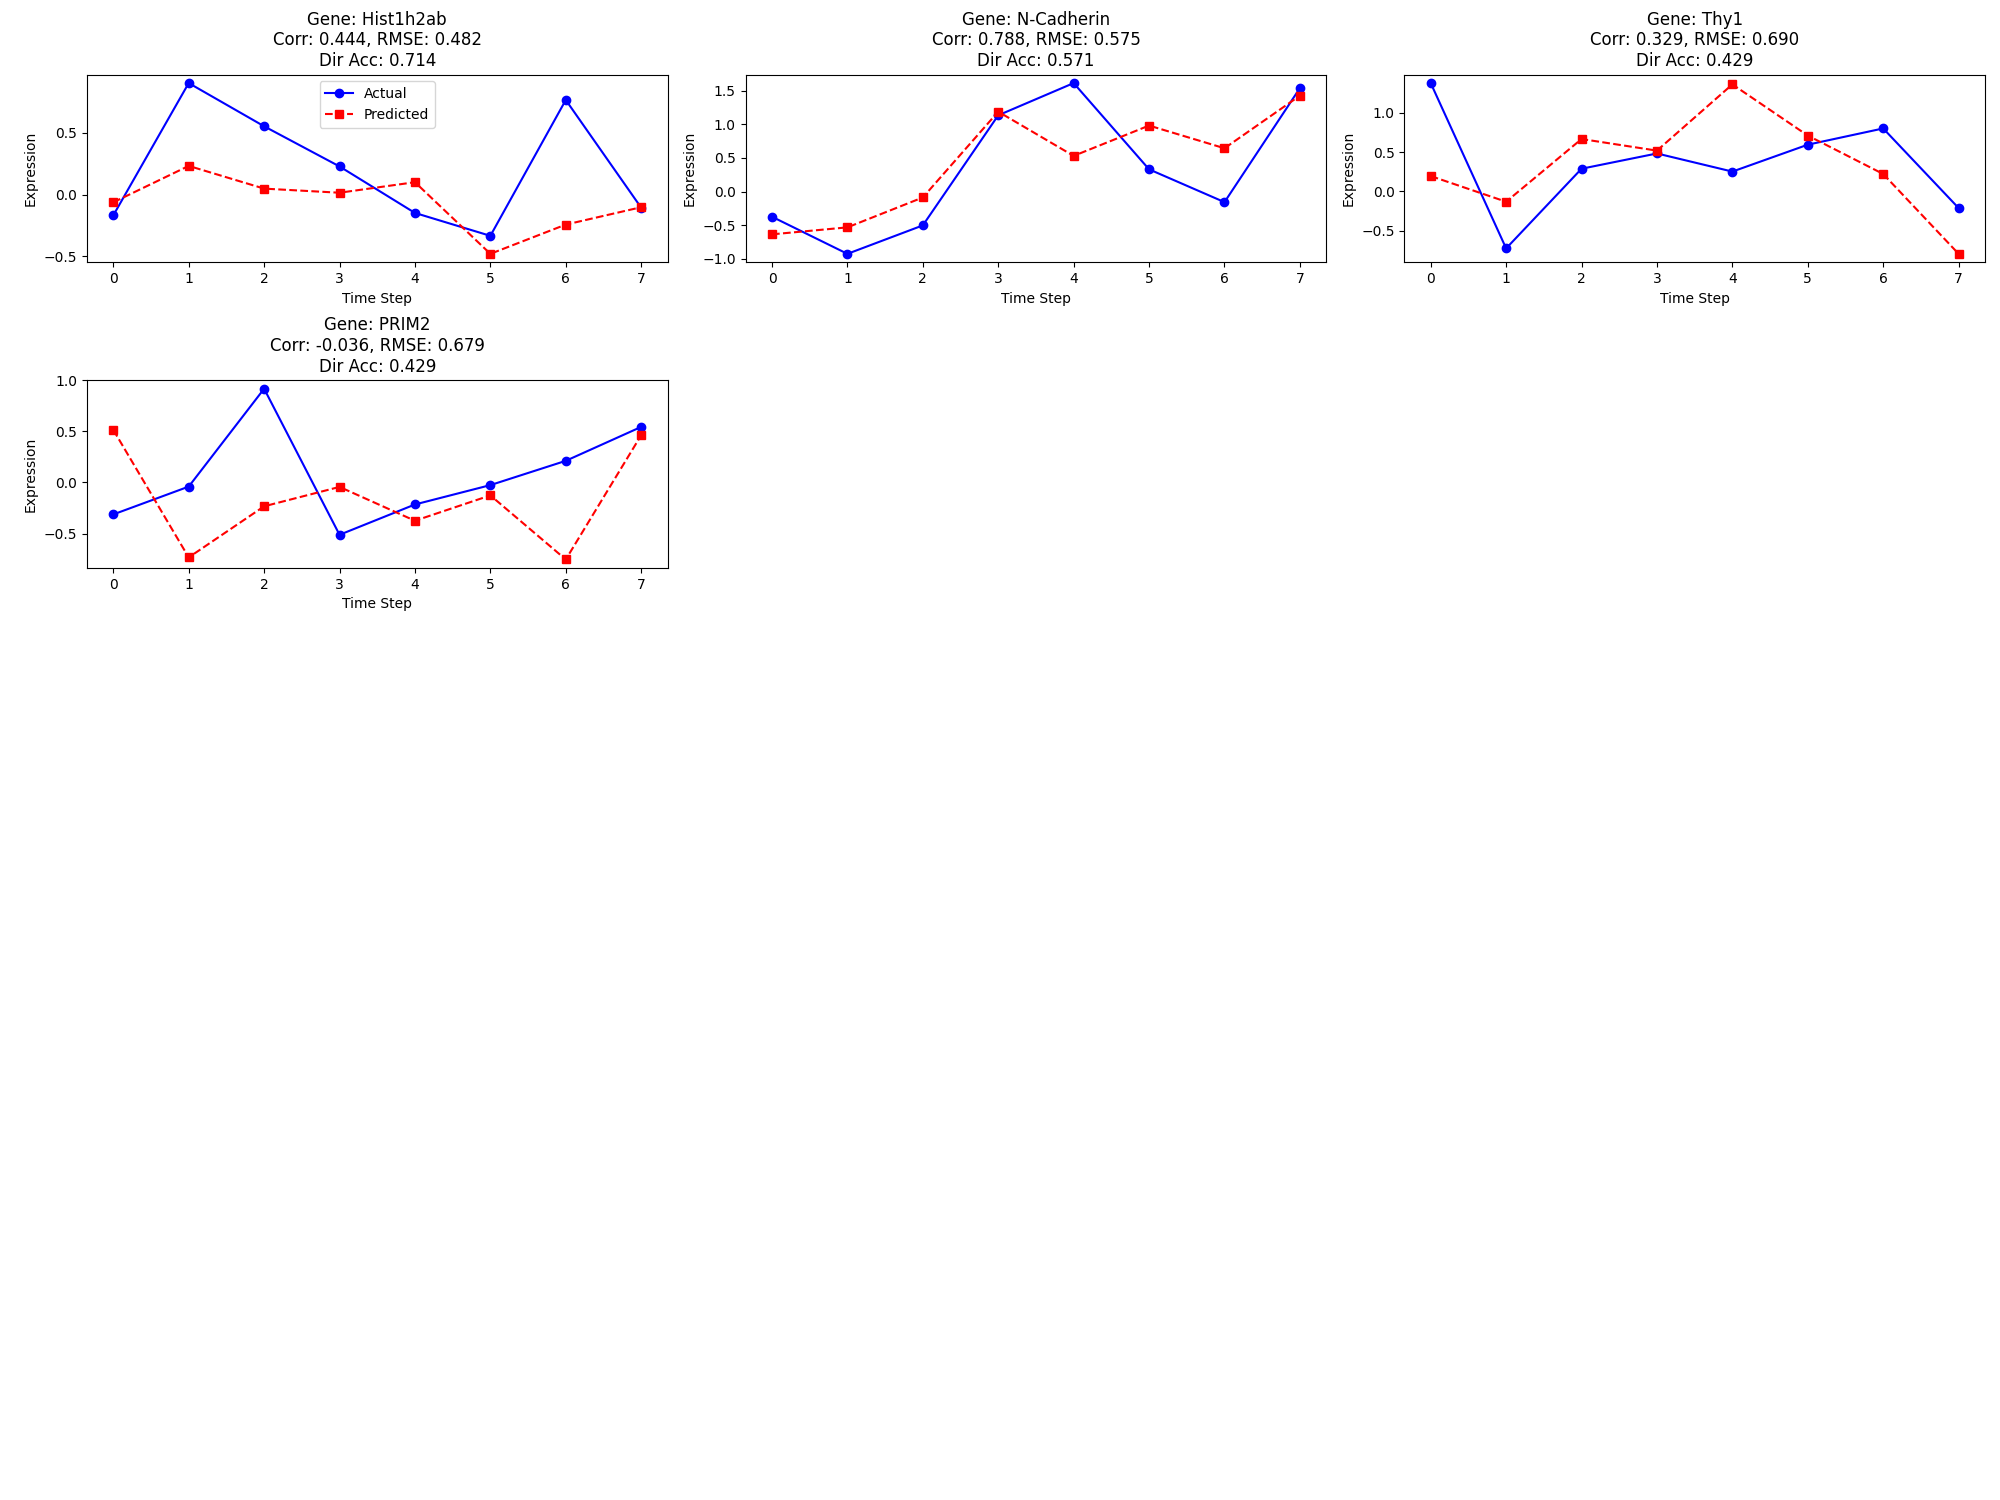 Gene: Hist1h2ab
Corr: 0.444, RMSE: 0.482
Dir Acc: 0.714
Actual
Predicted
Expression
0.5
0.0
−0.5
0 1 2 3 4 5 6 7
Time Step
Gene: N-Cadherin
Corr: 0.788, RMSE: 0.575
Dir Acc: 0.571
Expression
1.5
1.0
0.5
0.0
−0.5
−1.0
0 1 2 3 4 5 6 7
Time Step
Gene: Thy1
Corr: 0.329, RMSE: 0.690
Dir Acc: 0.429
Expression
1.0
0.5
0.0
−0.5
0 1 2 3 4 5 6 7
Time Step
Gene: PRIM2
Corr: -0.036, RMSE: 0.679
Dir Acc: 0.429
Expression
1.0
0.5
0.0
−0.5
0 1 2 3 4 5 6 7
Time Step